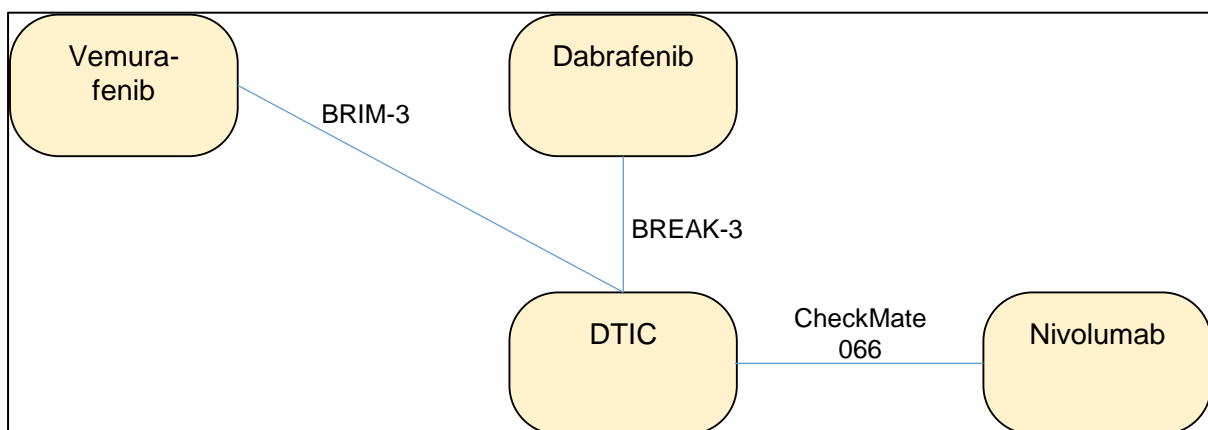 Vemura-
fenib
Dabrafenib
BRIM-3
BREAK-3
DTIC
CheckMate
066
Nivolumab